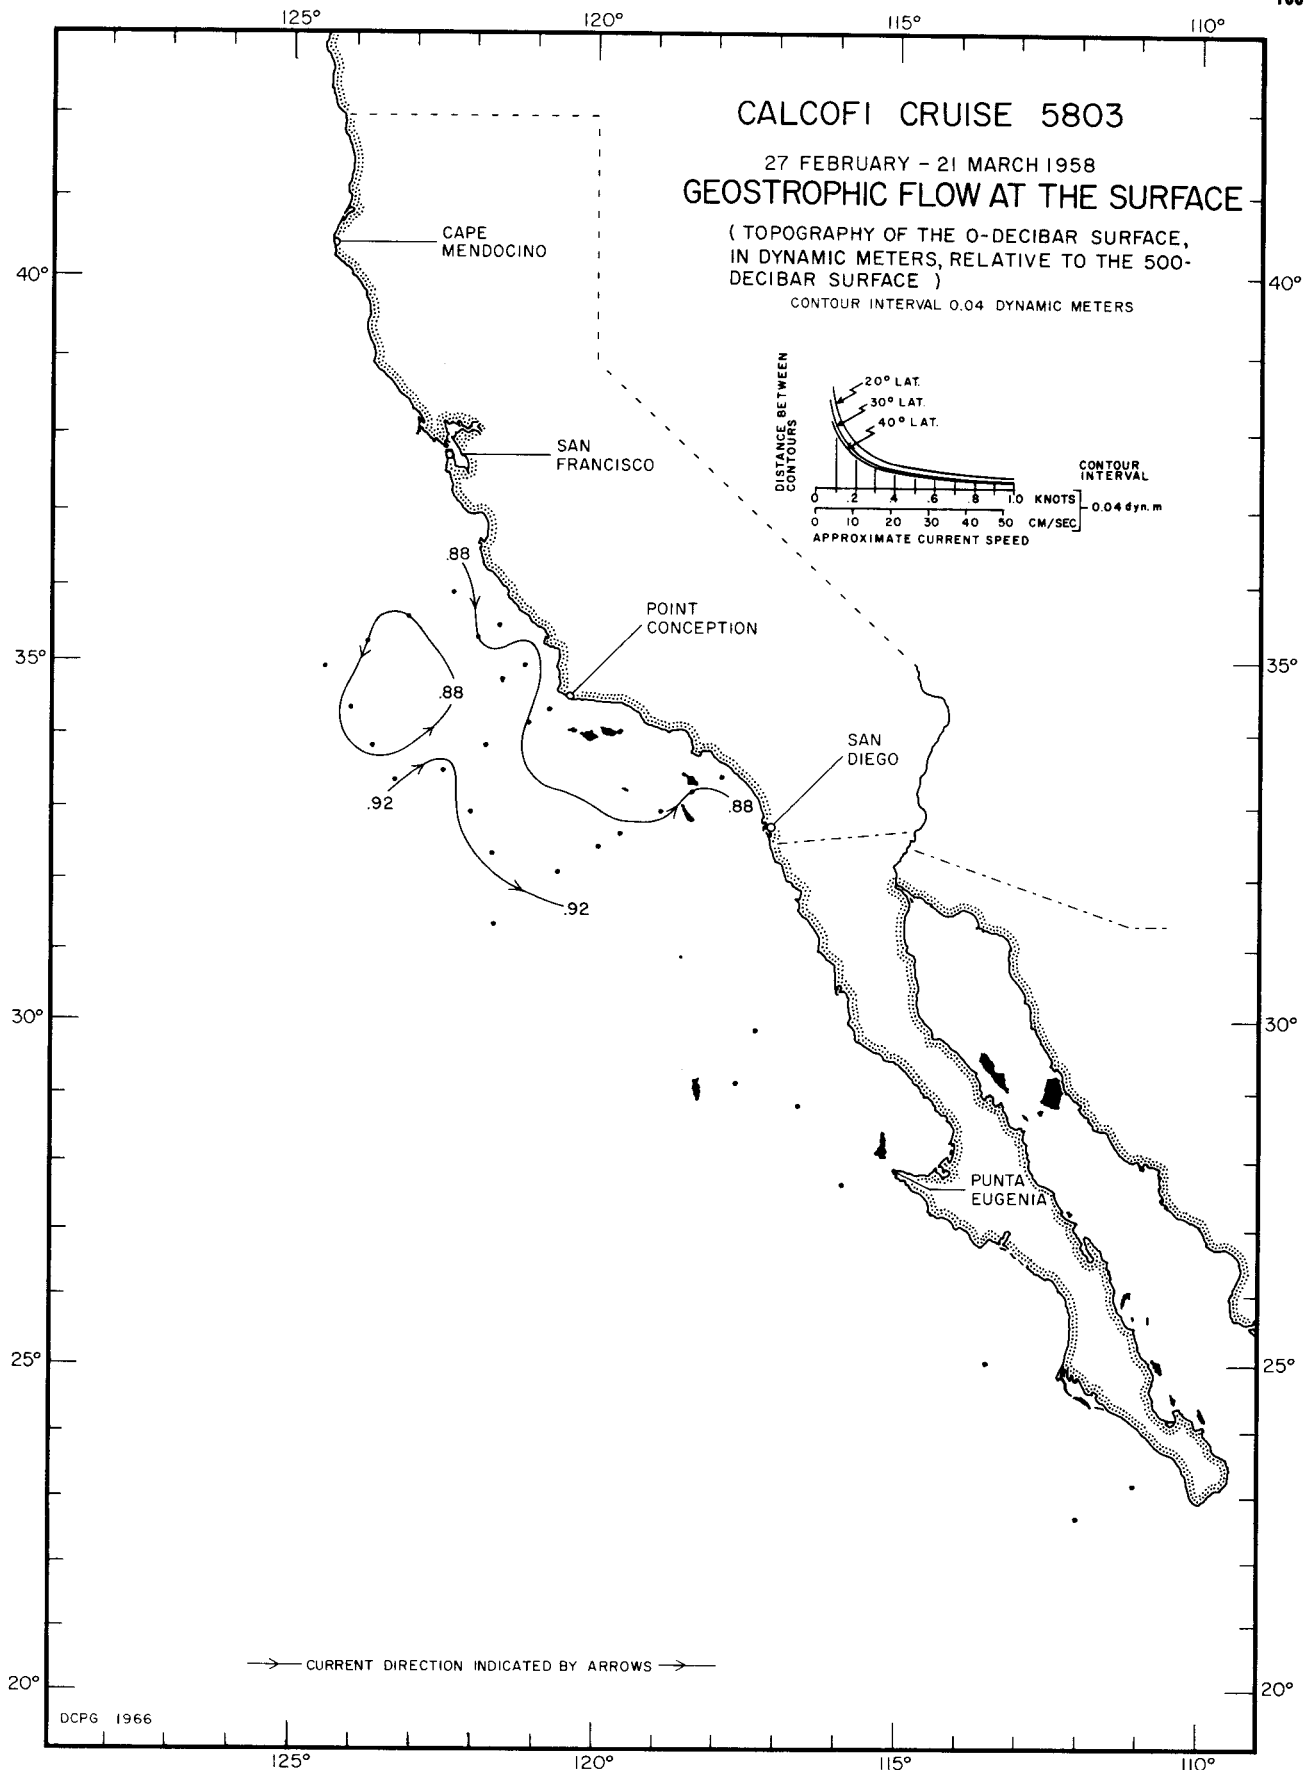 125° 120° 115° 110°
CALCOFI CRUISE 5803
27 FEBRUARY – 21 MARCH 1958
GEOSTROPHIC FLOW AT THE SURFACE
( TOPOGRAPHY OF THE 0-DECIBAR SURFACE,
IN DYNAMIC METERS, RELATIVE TO THE 500-
DECIBAR SURFACE )
CONTOUR INTERVAL 0.04 DYNAMIC METERS
CAPE
MENDOCINO
40° 40°
DISTANCE BETWEEN
CONTOURS
20° LAT.
30° LAT.
40° LAT.
CONTOUR
INTERVAL
0 .2 .4 .6 .8 1.0 KNOTS
0.04 dyn. m
0 10 20 30 40 50 CM/SEC
APPROXIMATE CURRENT SPEED
SAN
FRANCISCO
.88
POINT
CONCEPTION
35° 35°
.88
SAN
DIEGO
.92
.88
.92
30° 30°
PUNTA
EUGENIA
25° 25°
CURRENT DIRECTION INDICATED BY ARROWS
20° 20°
DCPG 1966
125° 120° 115° 110°